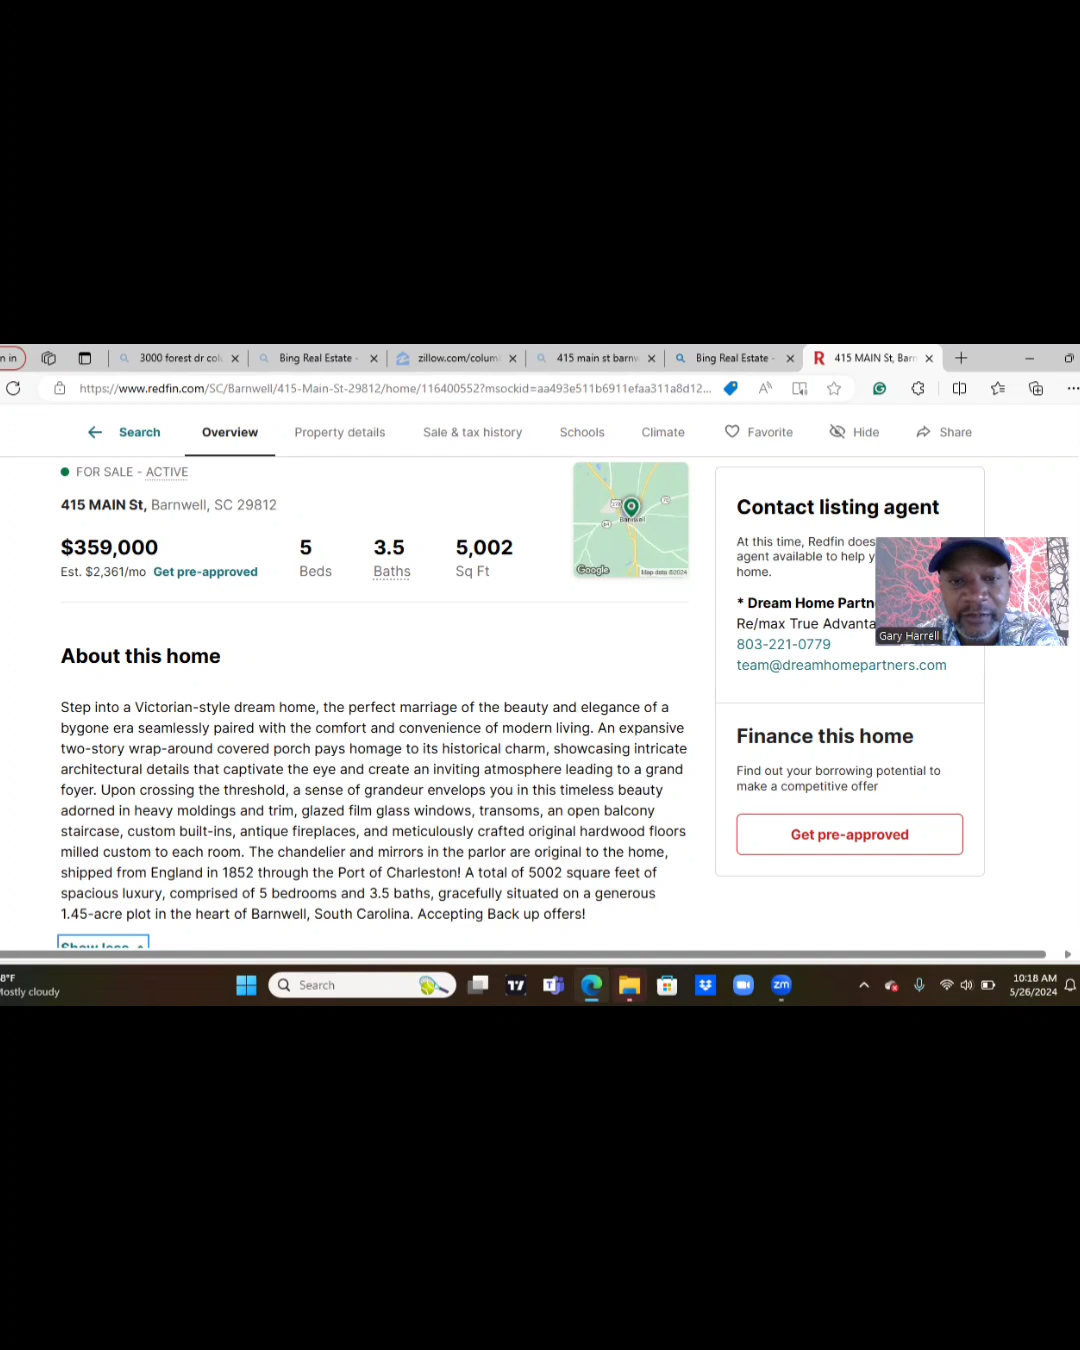 n in
3000 forest dr colu
Bing Real Estate -
zillow.com/colum
415 main st barnw
Bing Real Estate -
R 415 MAIN St, Barn
https://www.redfin.com/SC/Barnwell/415-Main-St-29812/home/116400552?msockid=aa493e511b6911efaa311a8d12...
Search
Overview
Property details
Sale & tax history
Schools
Climate
Favorite
Hide
Share
FOR SALE - ACTIVE
415 MAIN St, Barnwell, SC 29812
$359,000
Est. $2,361/mo Get pre-approved
5
Beds
3.5
Baths
5,002
Sq Ft
Barnwell
Google
Map data ©2024
About this home
Step into a Victorian-style dream home, the perfect marriage of the beauty and elegance of a
bygone era seamlessly paired with the comfort and convenience of modern living. An expansive
two-story wrap-around covered porch pays homage to its historical charm, showcasing intricate
architectural details that captivate the eye and create an inviting atmosphere leading to a grand
foyer. Upon crossing the threshold, a sense of grandeur envelops you in this timeless beauty
adorned in heavy moldings and trim, glazed film glass windows, transoms, an open balcony
staircase, custom built-ins, antique fireplaces, and meticulously crafted original hardwood floors
milled custom to each room. The chandelier and mirrors in the parlor are original to the home,
shipped from England in 1852 through the Port of Charleston! A total of 5002 square feet of
spacious luxury, comprised of 5 bedrooms and 3.5 baths, gracefully situated on a generous
1.45-acre plot in the heart of Barnwell, South Carolina. Accepting Back up offers!
Show less
Contact listing agent
At this time, Redfin does
agent available to help y
home.
* Dream Home Partn
Re/max True Advanta
803-221-0779
team@dreamhomepartners.com
Gary Harrell
Finance this home
Find out your borrowing potential to
make a competitive offer
Get pre-approved
8°F
Mostly cloudy
Search
zm
10:18 AM
5/26/2024